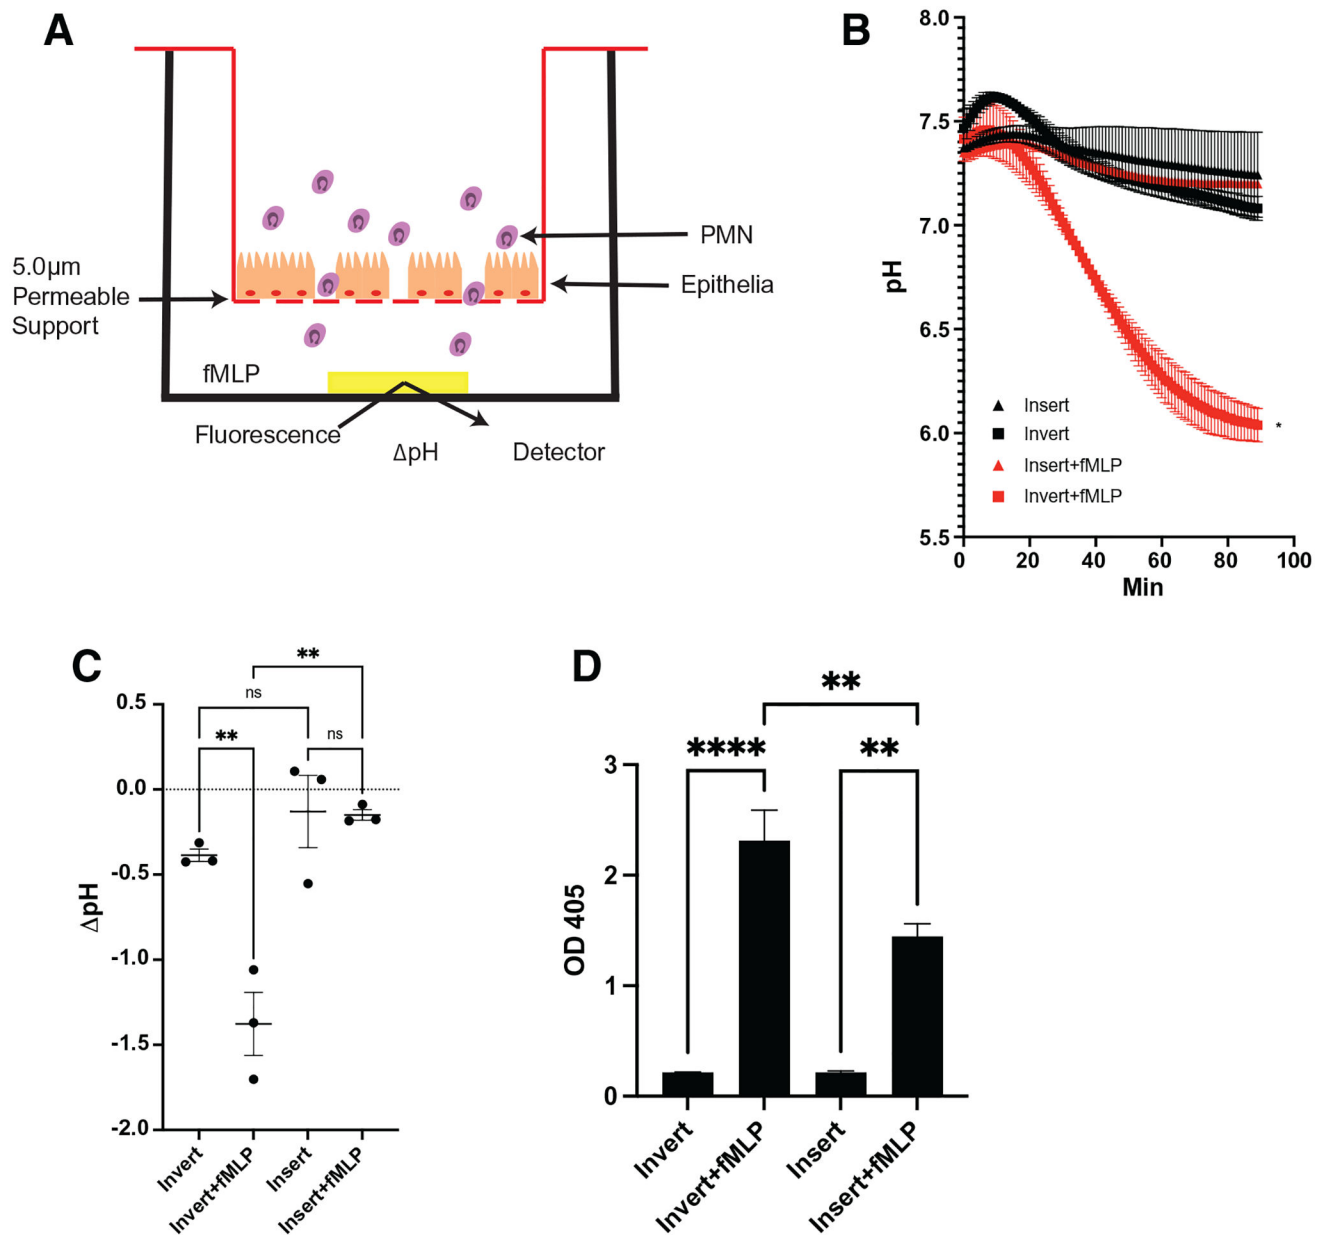 A
5.0µm
Permeable
Support
PMN
Epithelia
fMLP
Fluorescence
ΔpH
Detector
B
8.0
7.5
7.0
6.5
6.0
5.5
pH
Insert
Invert
Insert+fMLP
Invert+fMLP
*
0 20 40 60 80 100
Min
C
**
ns
**
ns
0.5
0.0
-0.5
-1.0
-1.5
-2.0
ΔpH
Invert
Invert+fMLP
Insert
Insert+fMLP
D
**
**** **
3
2
1
0
OD 405
Invert
Invert+fMLP
Insert
Insert+fMLP